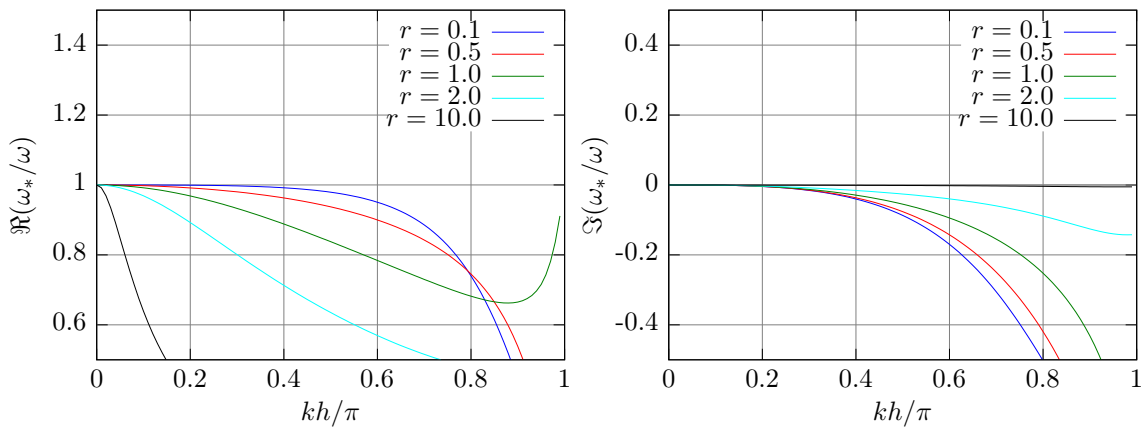 1.4
1.2
1
0.8
0.6
ℜ(ω∗/ω)
r = 0.1
r = 0.5
r = 1.0
r = 2.0
r = 10.0
0 0.2 0.4 0.6 0.8 1
kh/π
0.4
0.2
0
-0.2
-0.4
ℑ(ω∗/ω)
r = 0.1
r = 0.5
r = 1.0
r = 2.0
r = 10.0
0 0.2 0.4 0.6 0.8 1
kh/π